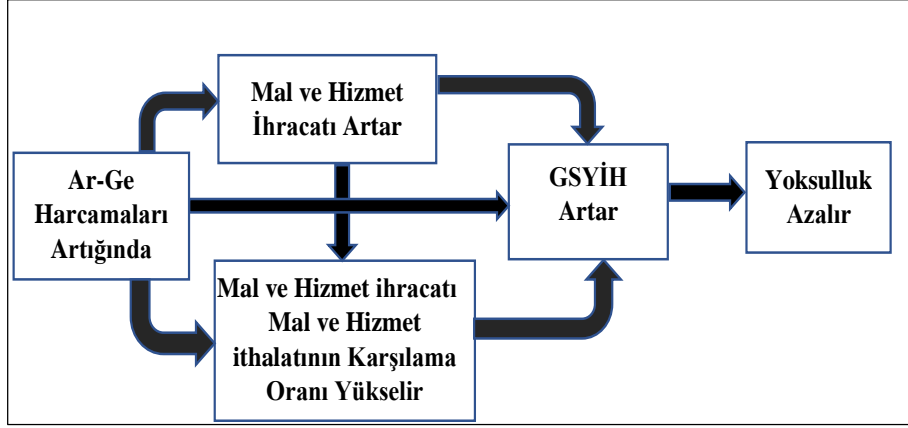 Mal ve Hizmet
İhracatı Artar
Ar-Ge
Harcamaları
Artığında
GSYİH
Artar
Yoksulluk
Azalır
Mal ve Hizmet ihracatı
Mal ve Hizmet
ithalatının Karşılama
Oranı Yükselir